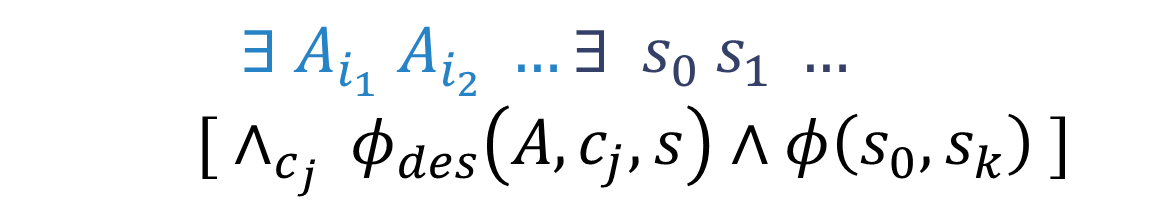 ∃ A_{i_1} A_{i_2} … ∃ s_0 s_1 …
[ ∧_{c_j} ϕ_{des}(A, c_j, s) ∧ ϕ(s_0, s_k) ]